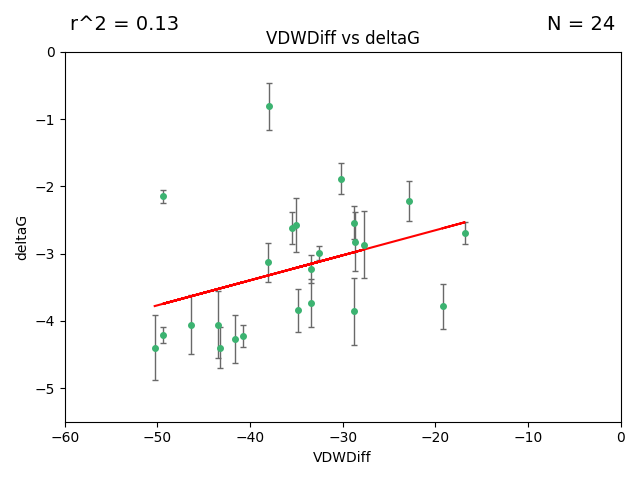 r^2 = 0.13
N = 24
VDWDiff vs deltaG
0
−1
−2
−3
−4
−5
deltaG
−60
−50
−40
−30
−20
−10
0
VDWDiff